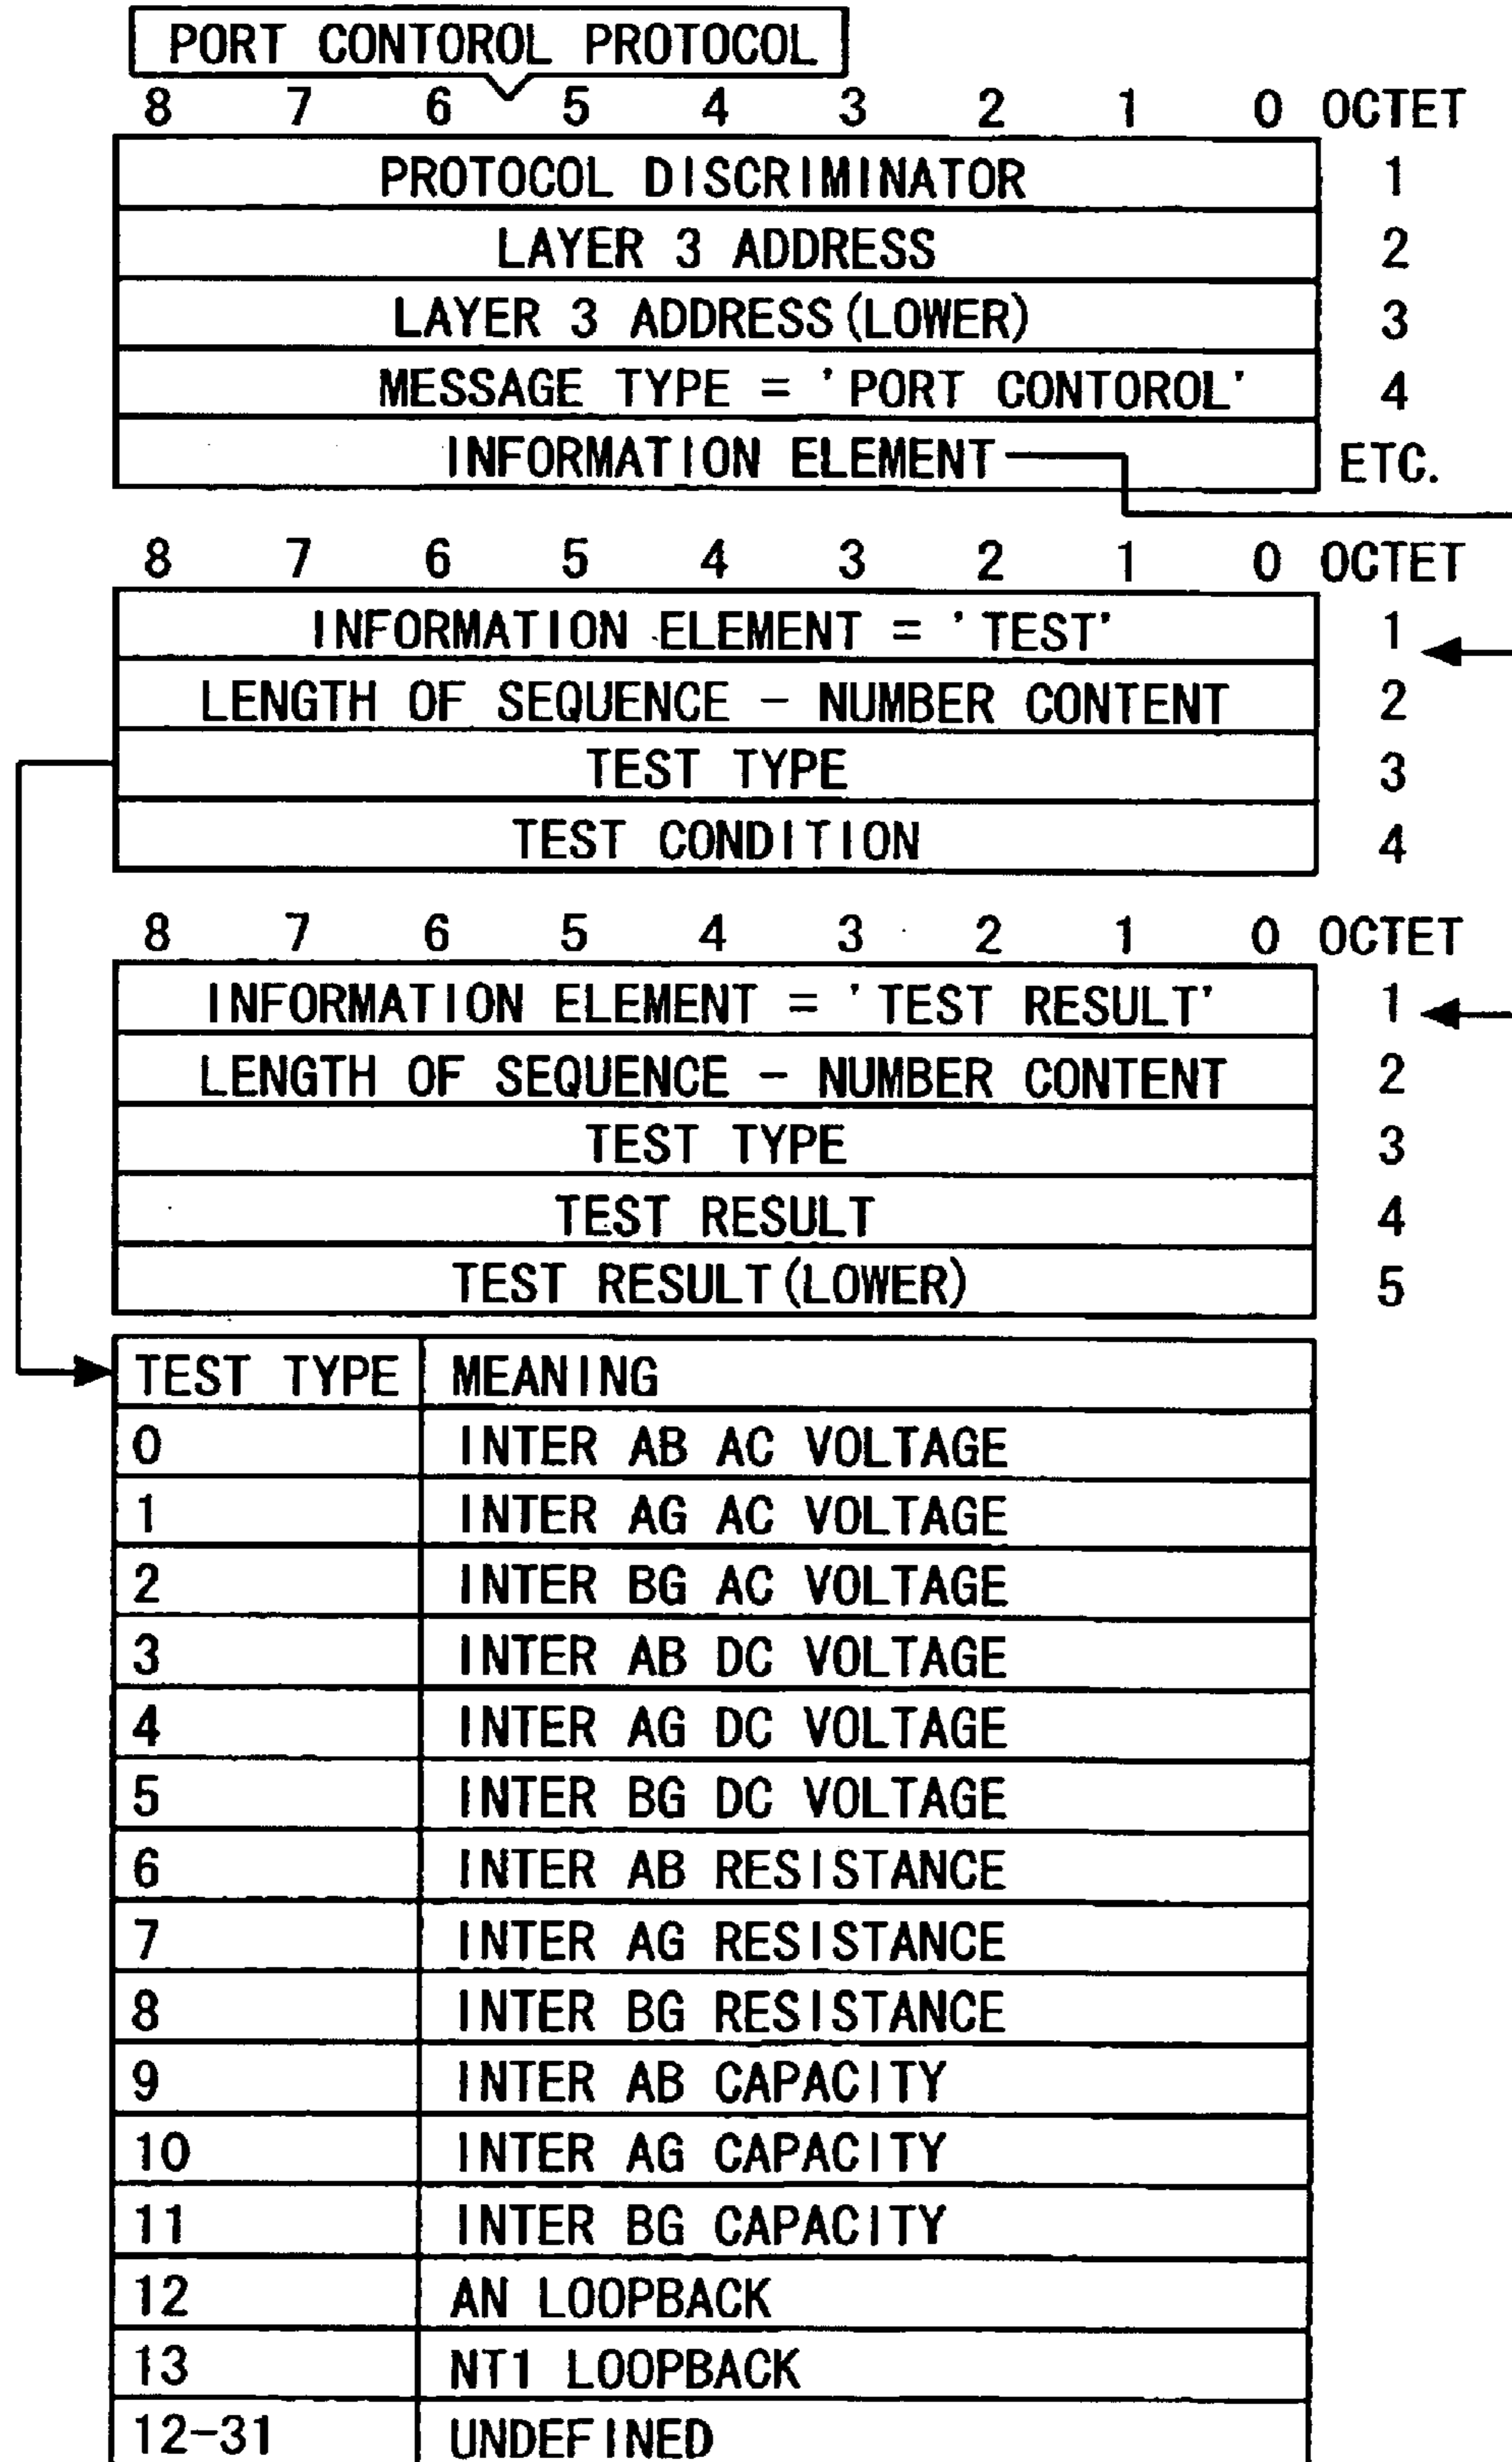 PORT CONTOROL PROTOCOL
8 7 6 5 4 3 2 1 0 OCTET
PROTOCOL DISCRIMINATOR 1
LAYER 3 ADDRESS 2
LAYER 3 ADDRESS(LOWER) 3
MESSAGE TYPE = 'PORT CONTOROL' 4
INFORMATION ELEMENT ETC.
8 7 6 5 4 3 2 1 0 OCTET
INFORMATION ELEMENT = 'TEST' 1
LENGTH OF SEQUENCE - NUMBER CONTENT 2
TEST TYPE 3
TEST CONDITION 4
8 7 6 5 4 3 2 1 0 OCTET
INFORMATION ELEMENT = 'TEST RESULT' 1
LENGTH OF SEQUENCE - NUMBER CONTENT 2
TEST TYPE 3
TEST RESULT 4
TEST RESULT(LOWER) 5
TEST TYPE MEANING
0 INTER AB AC VOLTAGE
1 INTER AG AC VOLTAGE
2 INTER BG AC VOLTAGE
3 INTER AB DC VOLTAGE
4 INTER AG DC VOLTAGE
5 INTER BG DC VOLTAGE
6 INTER AB RESISTANCE
7 INTER AG RESISTANCE
8 INTER BG RESISTANCE
9 INTER AB CAPACITY
10 INTER AG CAPACITY
11 INTER BG CAPACITY
12 AN LOOPBACK
13 NT1 LOOPBACK
12-31 UNDEFINED